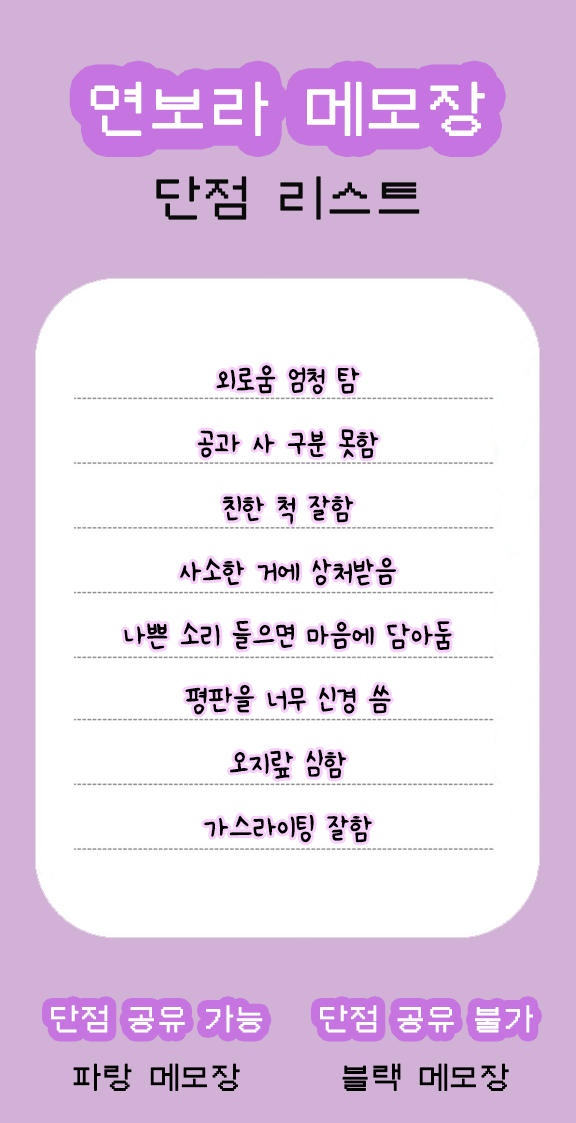 연보라 메모장
단점 리스트
외로움 엄청 탐
공과 사 구분 못함
친한 척 잘함
사소한 거에 상처받음
나쁜 소리 들으면 마음에 담아둠
평판을 너무 신경 씀
오지랖 심함
가스라이팅 잘함
단점 공유 가능
파랑 메모장
단점 공유 불가
블랙 메모장